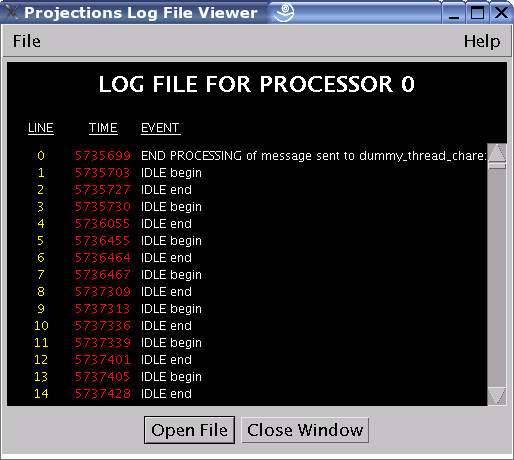 Projections Log File Viewer
File Help
LOG FILE FOR PROCESSOR 0
LINE TIME EVENT
0 5735699 END PROCESSING of message sent to dummy_thread_chare:
1 5735703 IDLE begin
2 5735727 IDLE end
3 5735730 IDLE begin
4 5736055 IDLE end
5 5736455 IDLE begin
6 5736464 IDLE end
7 5736467 IDLE begin
8 5737309 IDLE end
9 5737313 IDLE begin
10 5737336 IDLE end
11 5737339 IDLE begin
12 5737401 IDLE end
13 5737405 IDLE begin
14 5737428 IDLE end
Open File Close Window